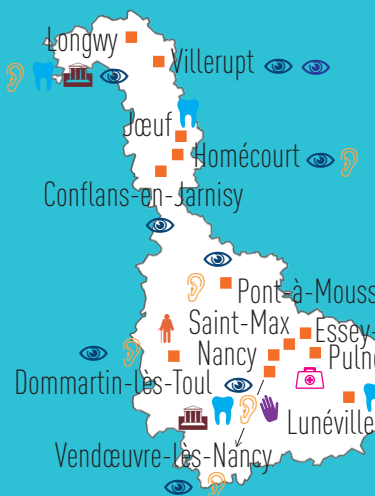 Longwy
Villerupt
Jœuf
Homécourt
Conflans-en-Jarnisy
Pont-à-Mouss
Saint-Max
Essey-
Nancy
Pulno
Dommartin-lès-Toul
Lunéville
Vendœuvre-lès-Nancy